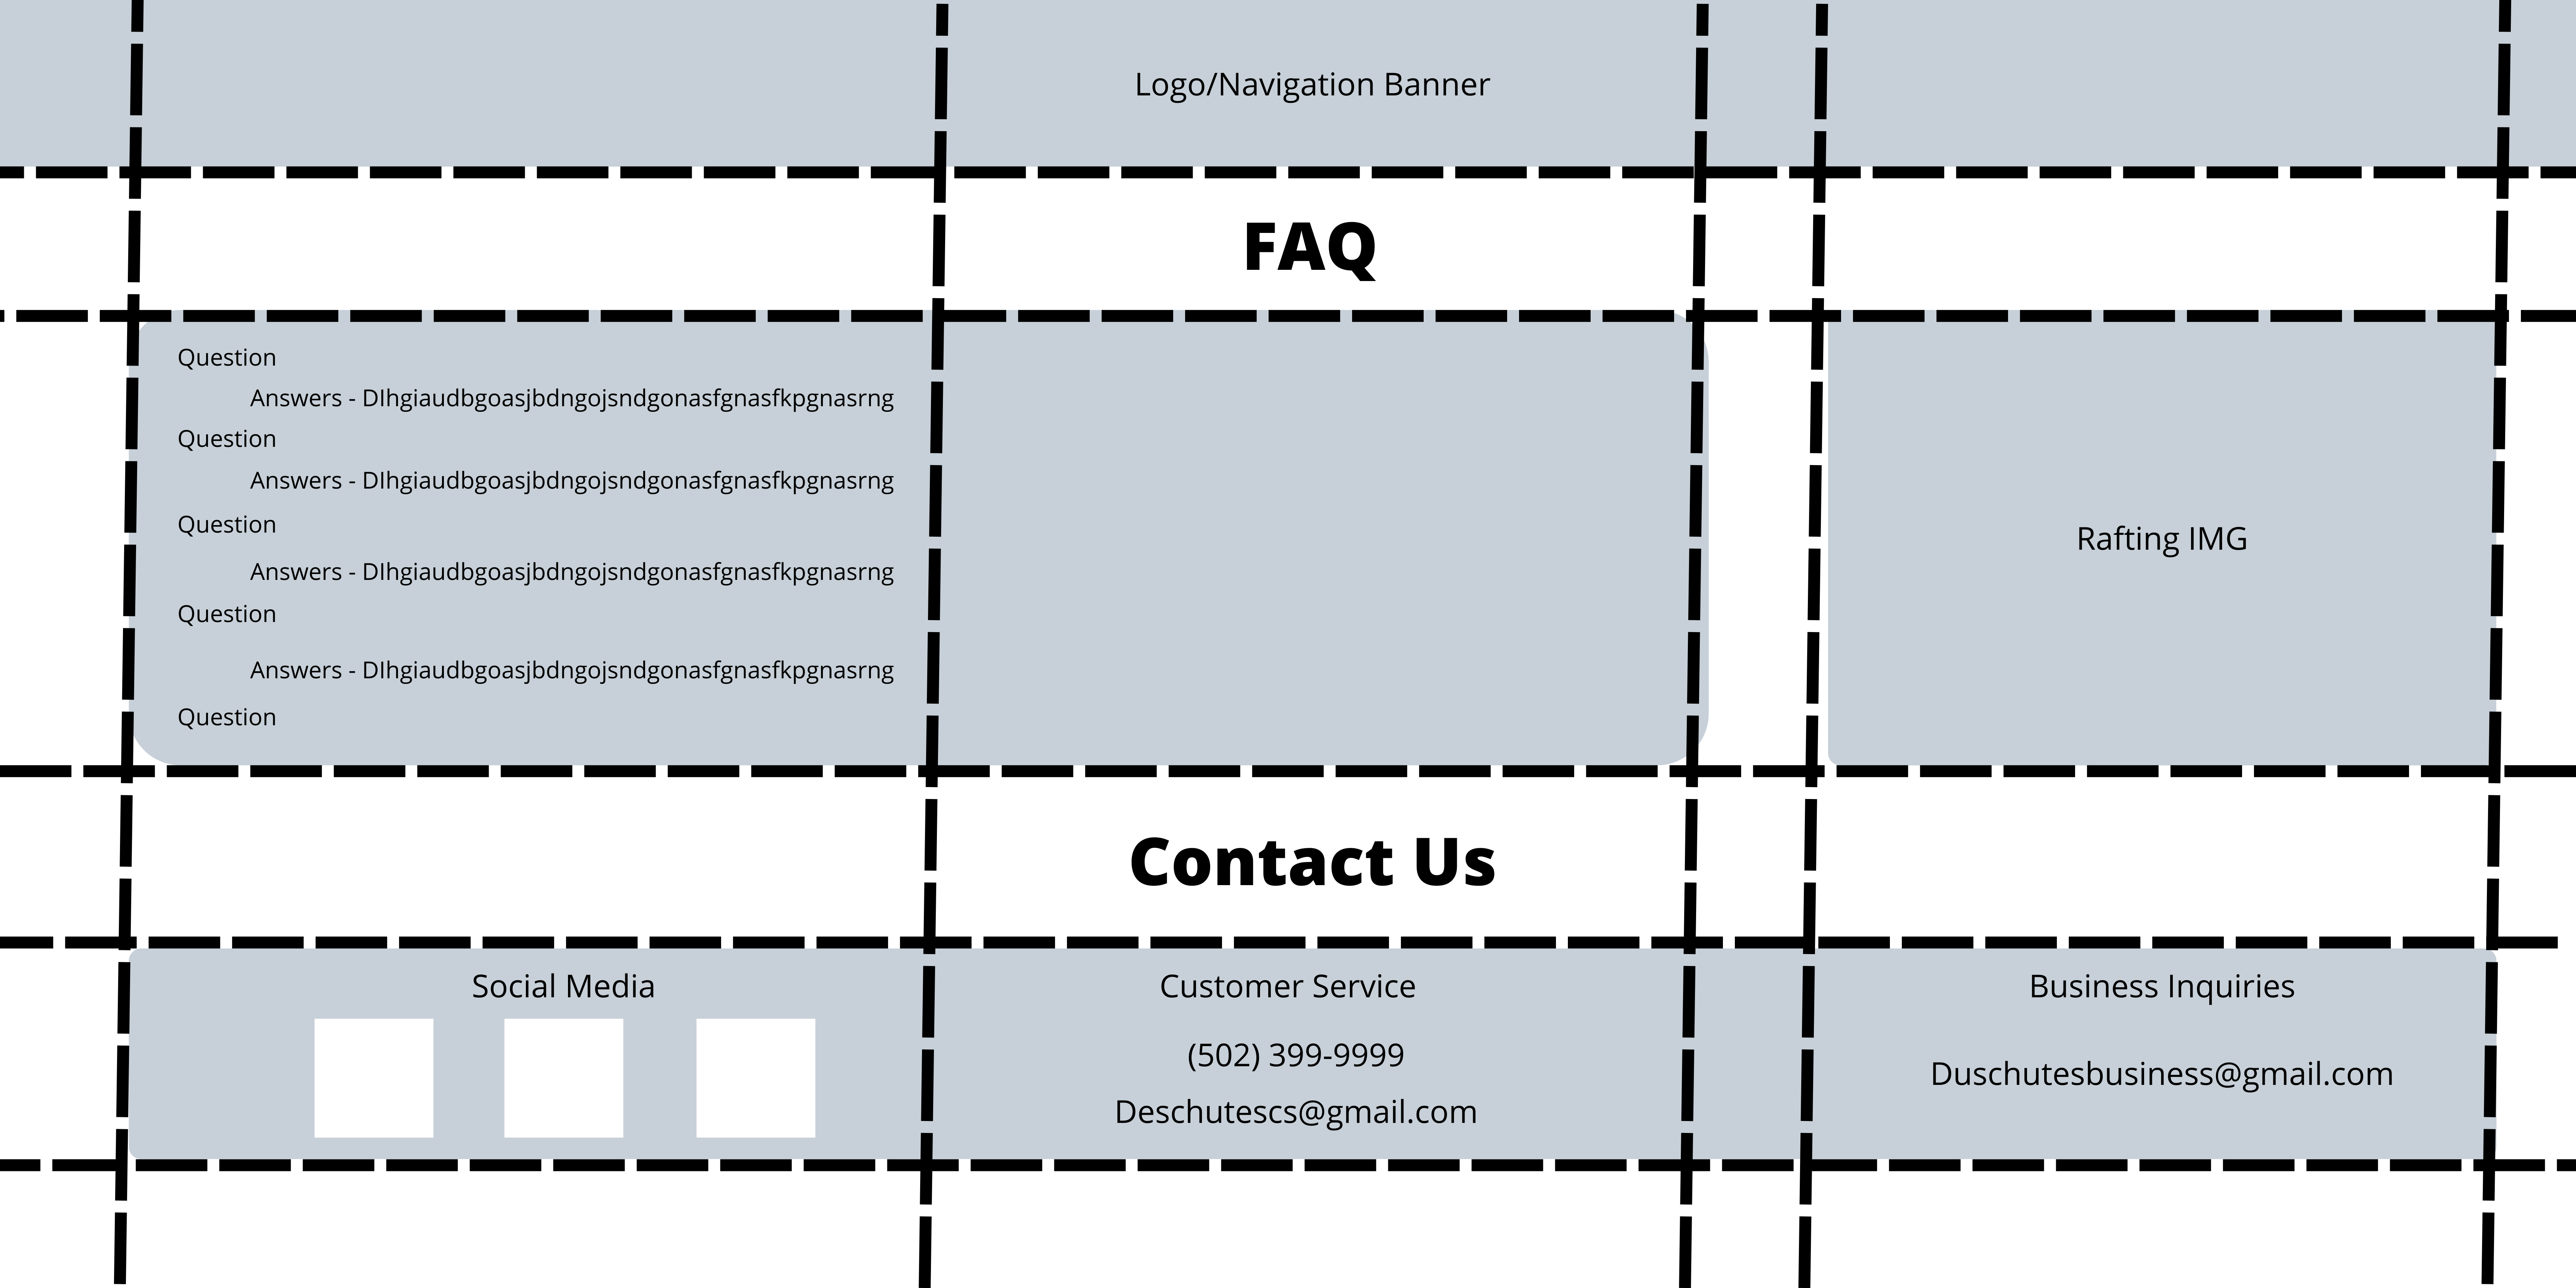 Logo/Navigation Banner
FAQ
Question
Answers - DIhgiaudbgoasjbdngojsndgonasfgnasfkpgnasrng
Question
Answers - DIhgiaudbgoasjbdngojsndgonasfgnasfkpgnasrng
Question
Answers - DIhgiaudbgoasjbdngojsndgonasfgnasfkpgnasrng
Question
Answers - DIhgiaudbgoasjbdngojsndgonasfgnasfkpgnasrng
Question
Rafting IMG
Contact Us
Social Media
Customer Service
(502) 399-9999
Deschutescs@gmail.com
Business Inquiries
Duschutesbusiness@gmail.com